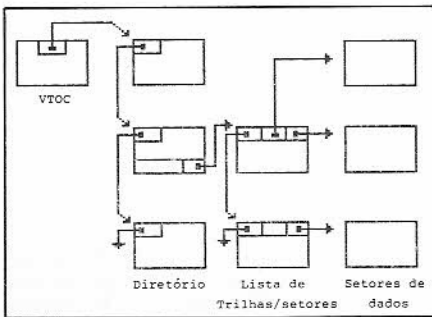 VTOC
Diretório Lista de Setores de
Trilhas/setores dados